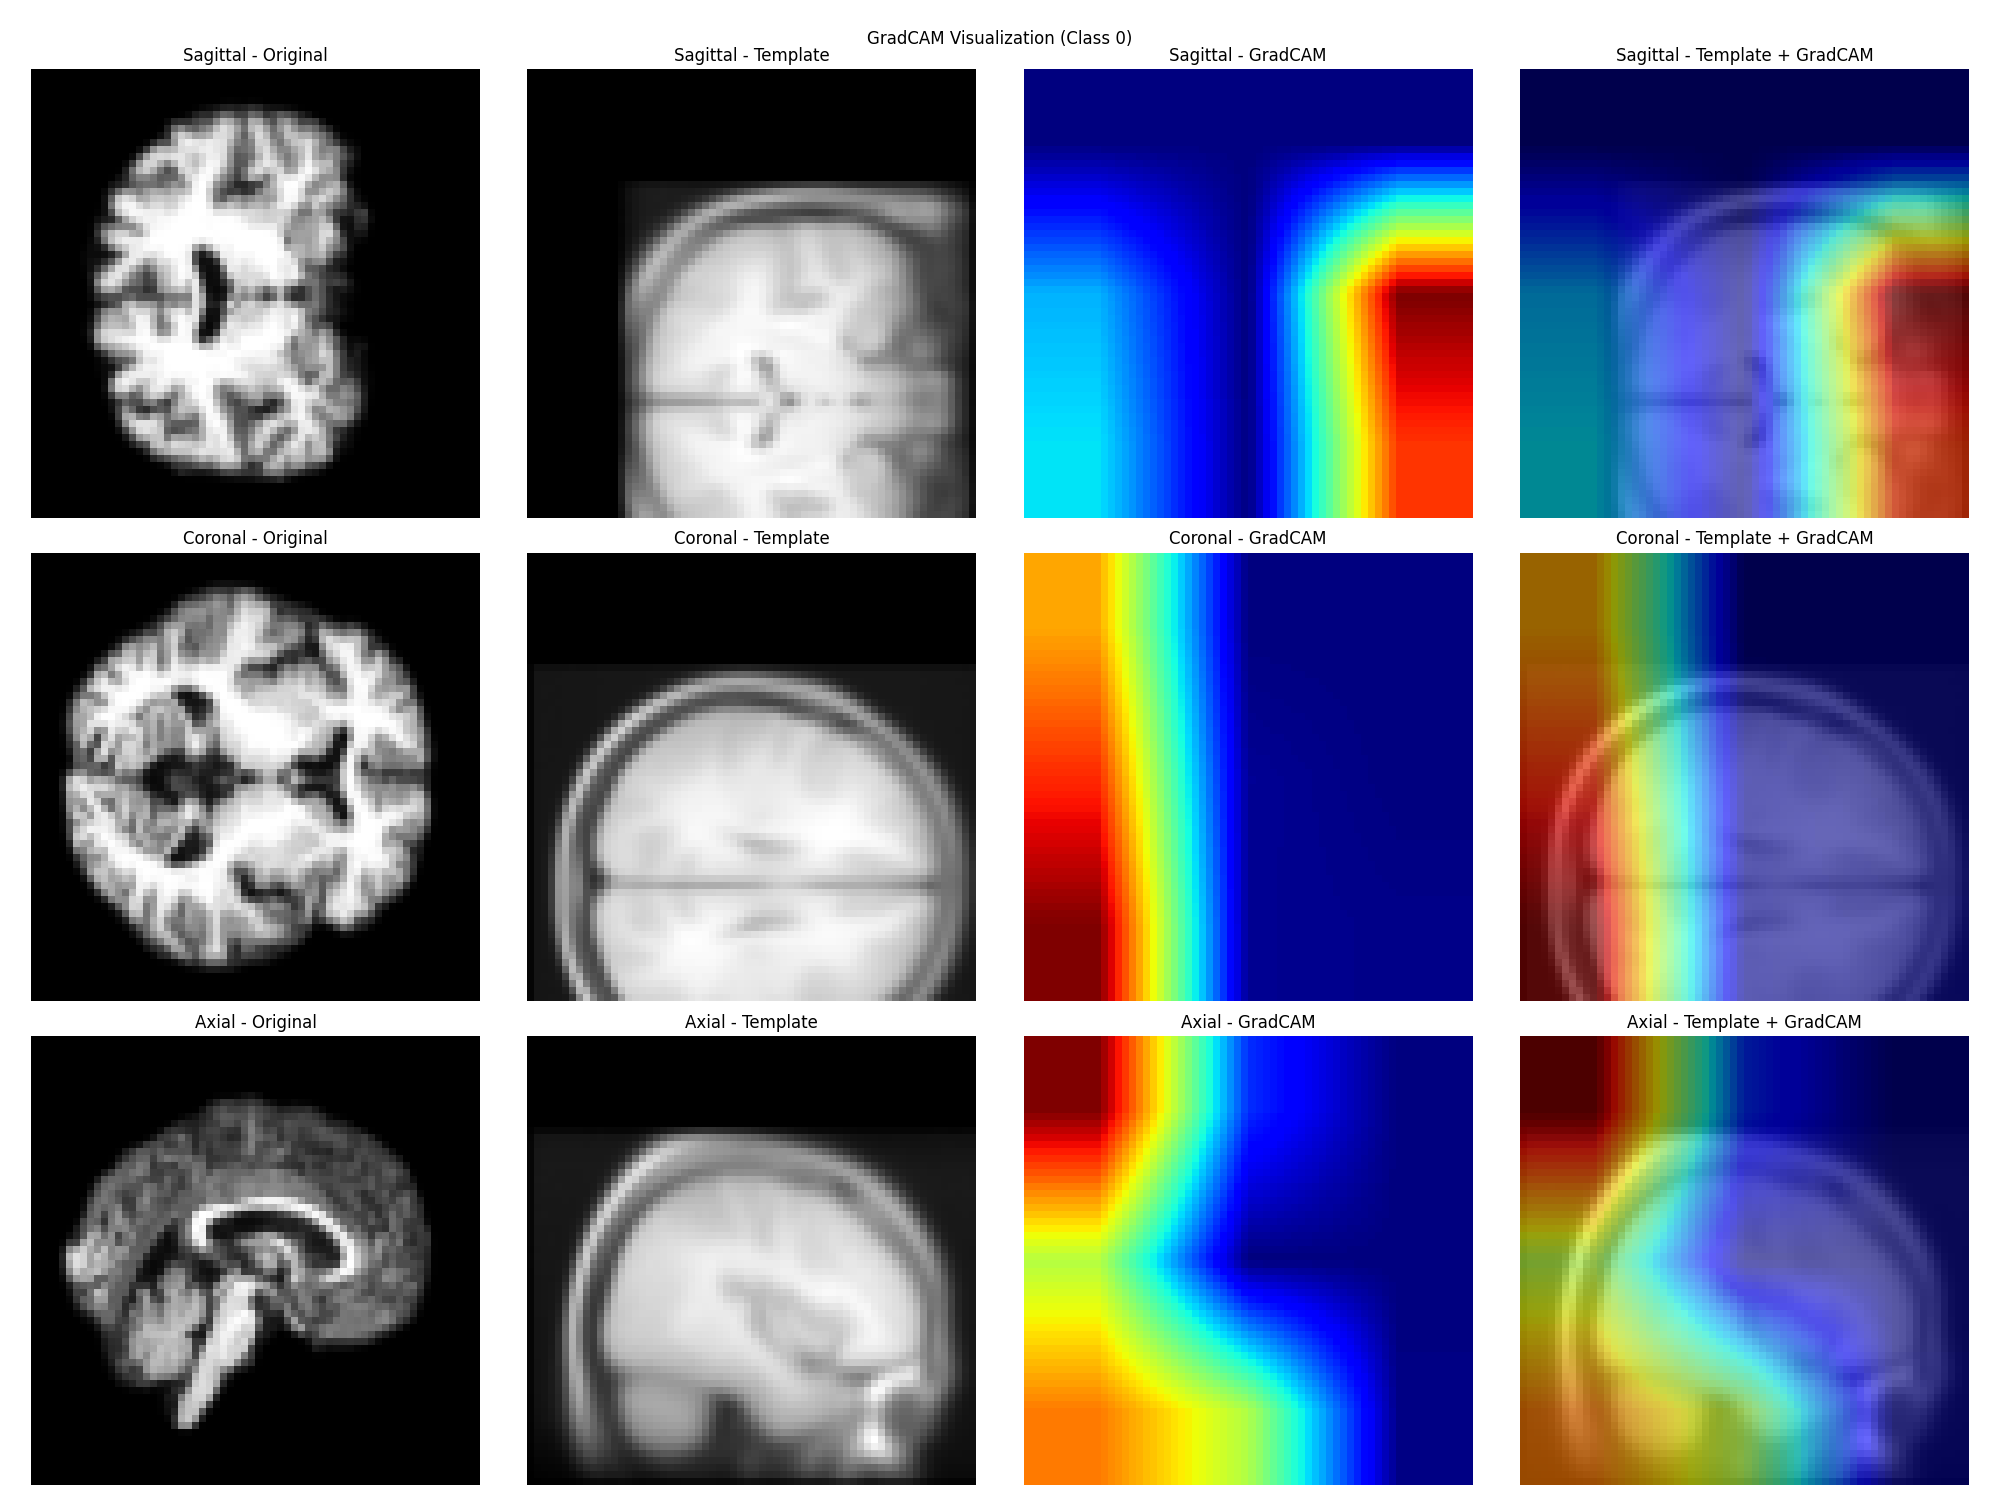 GradCAM Visualization (Class 0)
Sagittal - Original
Sagittal - Template
Sagittal - GradCAM
Sagittal - Template + GradCAM
Coronal - Original
Coronal - Template
Coronal - GradCAM
Coronal - Template + GradCAM
Axial - Original
Axial - Template
Axial - GradCAM
Axial - Template + GradCAM